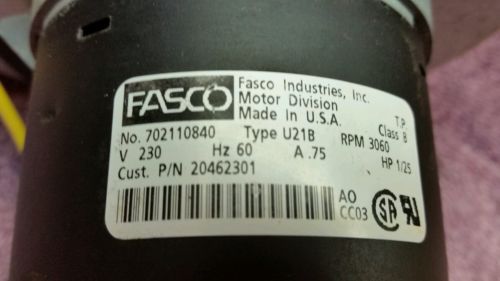 FASCO
Fasco Industries, Inc.
Motor Division
Made In U.S.A.
T.P.
No. 702110840 Type U21B RPM 3060 Class B
V 230 Hz 60 A .75 HP 1/25
Cust. P/N 20462301
AO
CC03
SA